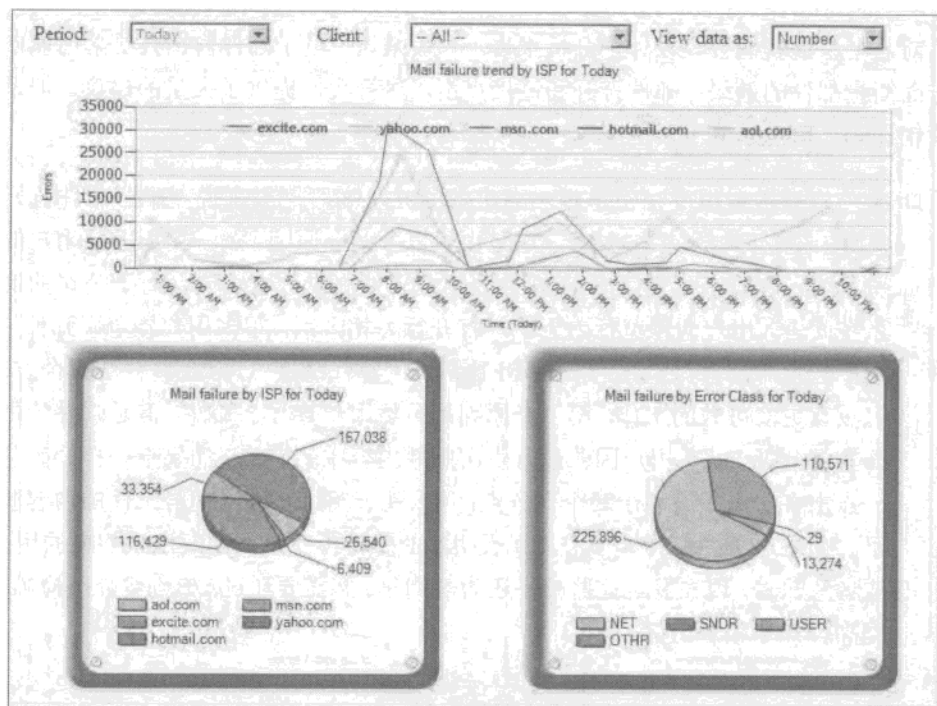 Period: Today Client: -- All -- View data as: Number
Mail failure trend by ISP for Today
35000
30000
25000
20000
15000
10000
5000
0
Errors
excite.com yahoo.com msn.com hotmail.com aol.com
1:00 AM 2:00 AM 3:00 AM 4:00 AM 5:00 AM 6:00 AM 7:00 AM 8:00 AM 9:00 AM 10:00 AM 11:00 AM 12:00 PM 1:00 PM 2:00 PM 3:00 PM 4:00 PM 5:00 PM 6:00 PM 7:00 PM 8:00 PM 9:00 PM 10:00 PM
Time (Today)
Mail failure by ISP for Today
167,038
33,354
116,429
26,540
6,409
aol.com msn.com
excite.com yahoo.com
hotmail.com
Mail failure by Error Class for Today
110,571
225,896
29
13,274
NET SNDR USER
OTHR